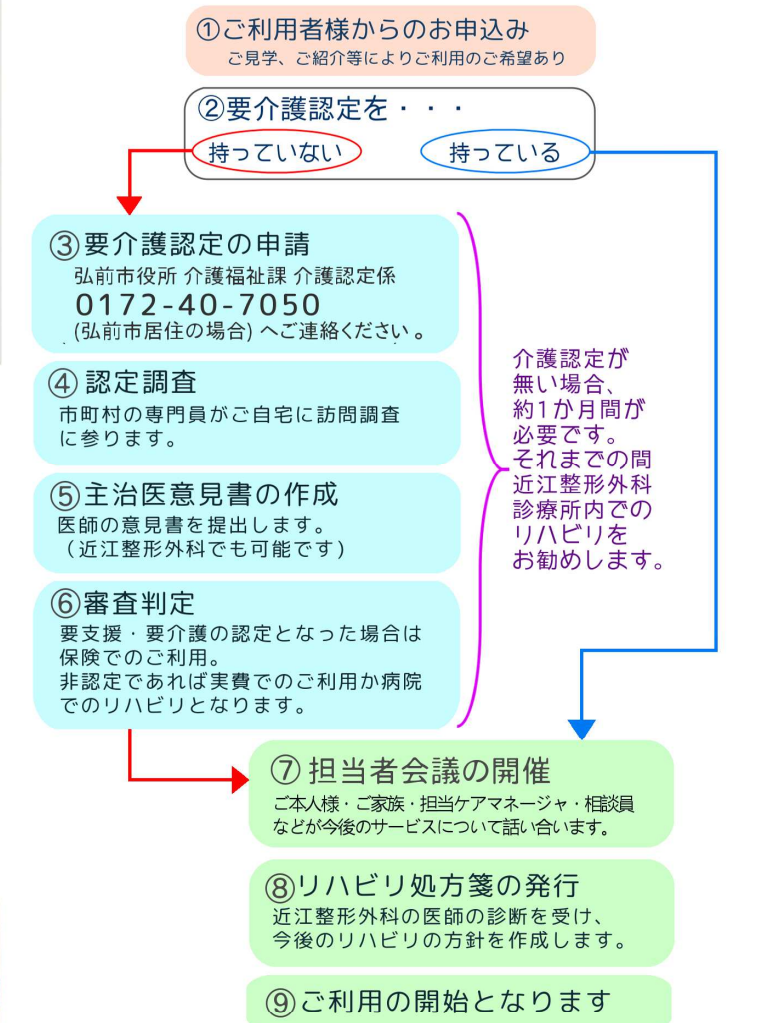 ①ご利用者様からのお申込み
ご見学、ご紹介等によりご利用のご希望あり
②要介護認定を・・・
持っていない 持っている
③要介護認定の申請
弘前市役所 介護福祉課 介護認定係
0172-40-7050
(弘前市居住の場合) へご連絡ください。
④認定調査
市町村の専門員がご自宅に訪問調査
に参ります。
⑤主治医意見書の作成
医師の意見書を提出します。
（近江整形外科でも可能です）
⑥審査判定
要支援・要介護の認定となった場合は
保険でのご利用。
非認定であれば実費でのご利用か病院
でのリハビリとなります。
介護認定が
無い場合、
約1か月間が
必要です。
それまでの間
近江整形外科
診療所内での
リハビリを
お勧めします。
⑦担当者会議の開催
ご本人様・ご家族・担当ケアマネージャ・相談員
などが今後のサービスについて話い合います。
⑧リハビリ処方箋の発行
近江整形外科の医師の診断を受け、
今後のリハビリの方針を作成します。
⑨ご利用の開始となります